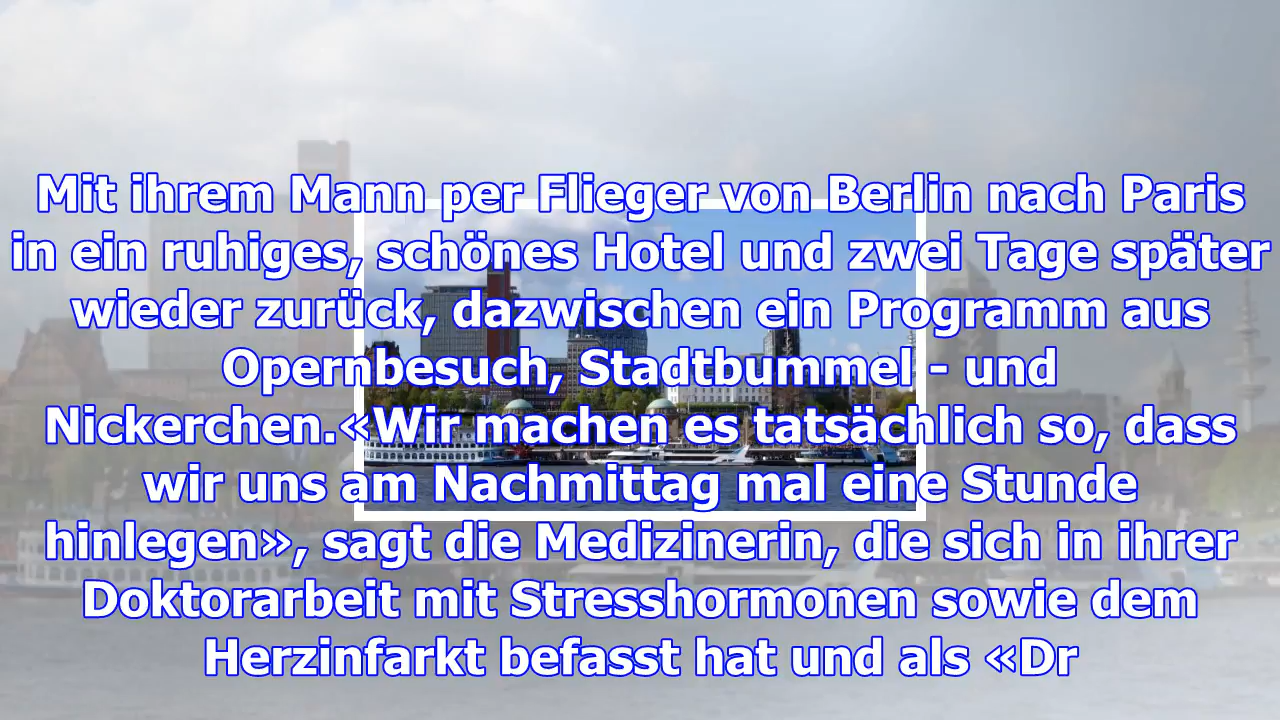 Mit ihrem Mann per Flieger von Berlin nach Paris
in ein ruhiges, schönes Hotel und zwei Tage später
wieder zurück, dazwischen ein Programm aus
Opernbesuch, Stadtbummel - und
Nickerchen.«Wir machen es tatsächlich so, dass
wir uns am Nachmittag mal eine Stunde
hinlegen», sagt die Medizinerin, die sich in ihrer
Doktorarbeit mit Stresshormonen sowie dem
Herzinfarkt befasst hat und als «Dr